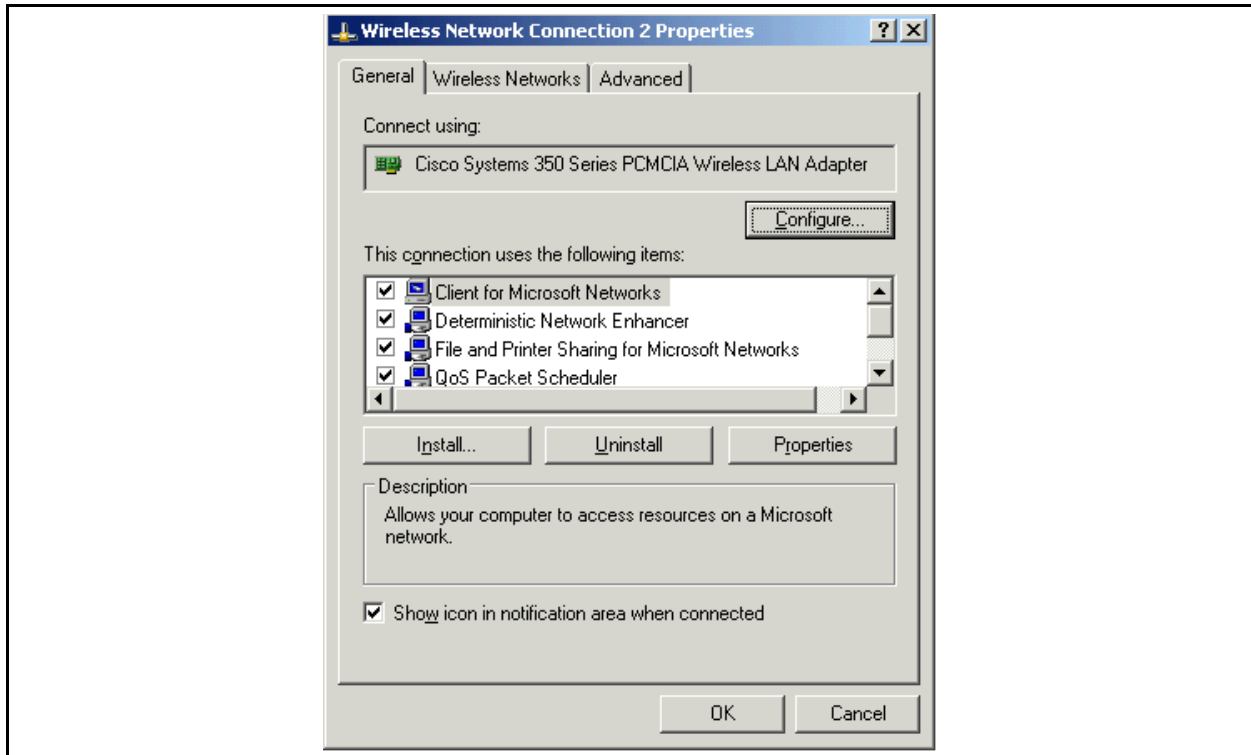 Wireless Network Connection 2 Properties
General
Wireless Networks
Advanced
Connect using:
Cisco Systems 350 Series PCMCIA Wireless LAN Adapter
Configure...
This connection uses the following items:
Client for Microsoft Networks
Deterministic Network Enhancer
File and Printer Sharing for Microsoft Networks
QoS Packet Scheduler
Install...
Uninstall
Properties
Description
Allows your computer to access resources on a Microsoft
network.
Show icon in notification area when connected
OK
Cancel